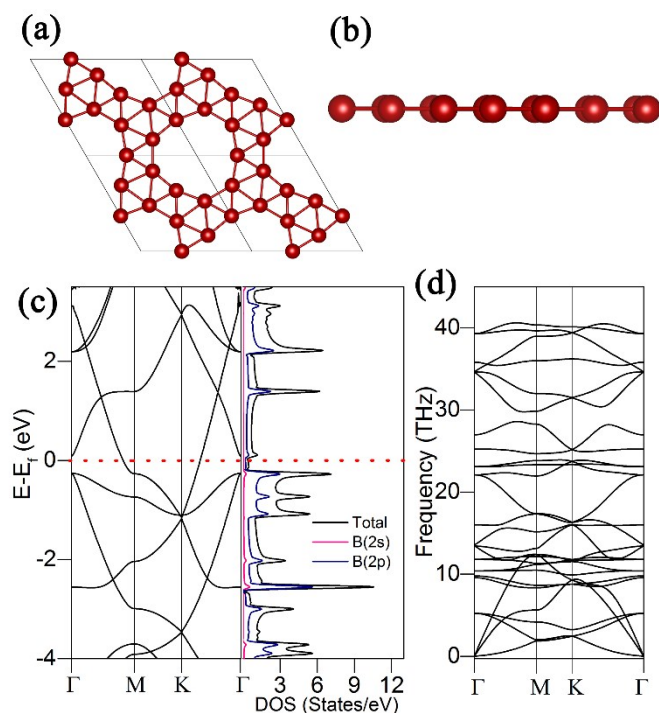 (a)
(b)
(c)
E-E_f (eV)
2
0
-2
-4
Γ
M
K
Γ
Total
B(2s)
B(2p)
3
6
9
12
DOS (States/eV)
(d)
Frequency (THz)
40
30
20
10
0
Γ
M
K
Γ